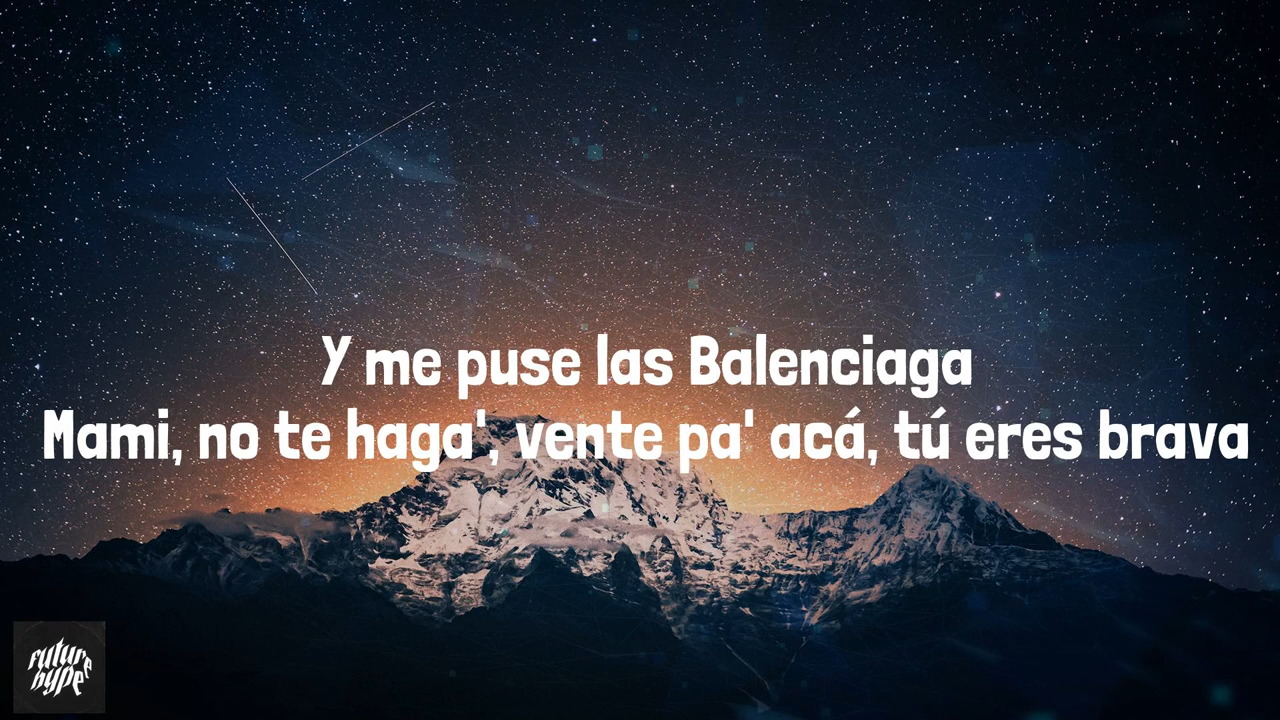 Y me puse las Balenciaga
Mami, no te haga', vente pa' acá, tú eres brava
future
hype